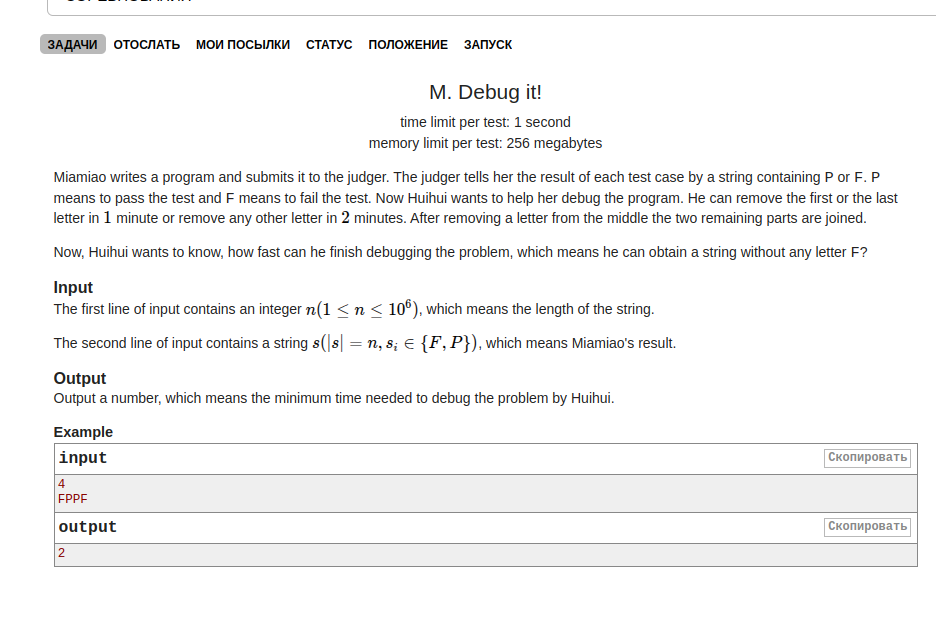 ЗАДАЧИ ОТОСЛАТЬ МОИ ПОСЫЛКИ СТАТУС ПОЛОЖЕНИЕ ЗАПУСК
M. Debug it!
time limit per test: 1 second
memory limit per test: 256 megabytes
Miamiao writes a program and submits it to the judger. The judger tells her the result of each test case by a string containing P or F. P
means to pass the test and F means to fail the test. Now Huihui wants to help her debug the program. He can remove the first or the last
letter in 1 minute or remove any other letter in 2 minutes. After removing a letter from the middle the two remaining parts are joined.
Now, Huihui wants to know, how fast can he finish debugging the problem, which means he can obtain a string without any letter F?
Input
The first line of input contains an integer n(1 ≤ n ≤ 10⁶), which means the length of the string.
The second line of input contains a string s(|s| = n, sᵢ ∈ {F, P}), which means Miamiao's result.
Output
Output a number, which means the minimum time needed to debug the problem by Huihui.
Example
input Скопировать
4
FPPF
output Скопировать
2